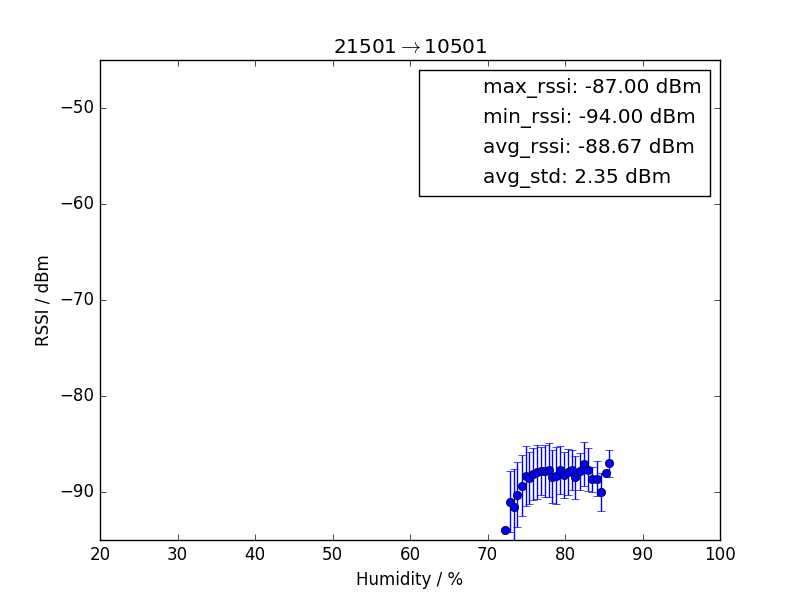 21501→10501
max_rssi: -87.00 dBm
min_rssi: -94.00 dBm
avg_rssi: -88.67 dBm
avg_std: 2.35 dBm
RSSI / dBm
−50
−60
−70
−80
−90
20 30 40 50 60 70 80 90 100
Humidity / %